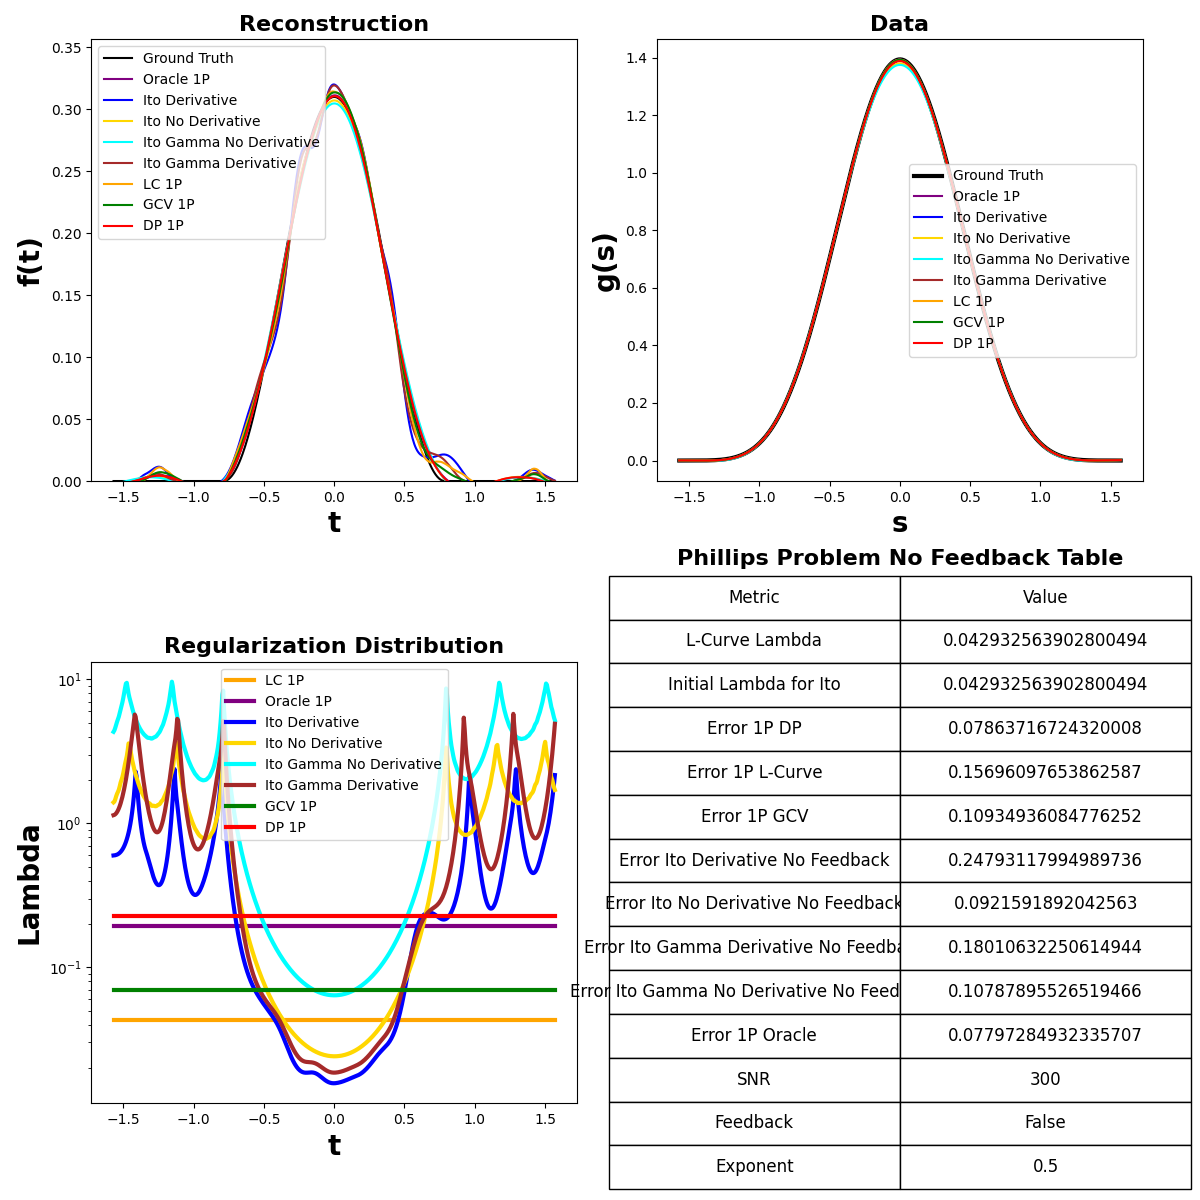 Reconstruction
0.35
0.30
0.25
0.20
0.15
0.10
0.05
0.00
f(t)
Ground Truth
Oracle 1P
Ito Derivative
Ito No Derivative
Ito Gamma No Derivative
Ito Gamma Derivative
LC 1P
GCV 1P
DP 1P
−1.5 −1.0 −0.5 0.0 0.5 1.0 1.5
t
Data
1.4
1.2
1.0
0.8
0.6
0.4
0.2
0.0
g(s)
Ground Truth
Oracle 1P
Ito Derivative
Ito No Derivative
Ito Gamma No Derivative
Ito Gamma Derivative
LC 1P
GCV 1P
DP 1P
−1.5 −1.0 −0.5 0.0 0.5 1.0 1.5
s
Regularization Distribution
10¹
10⁰
10⁻¹
Lambda
LC 1P
Oracle 1P
Ito Derivative
Ito No Derivative
Ito Gamma No Derivative
Ito Gamma Derivative
GCV 1P
DP 1P
−1.5 −1.0 −0.5 0.0 0.5 1.0 1.5
t
Phillips Problem No Feedback Table
Metric Value
L-Curve Lambda 0.042932563902800494
Initial Lambda for Ito 0.042932563902800494
Error 1P DP 0.07863716724320008
Error 1P L-Curve 0.15696097653862587
Error 1P GCV 0.10934936084776252
Error Ito Derivative No Feedback 0.24793117994989736
Error Ito No Derivative No Feedback 0.0921591892042563
Error Ito Gamma Derivative No Feedba 0.18010632250614944
Error Ito Gamma No Derivative No Feed 0.10787895526519466
Error 1P Oracle 0.07797284932335707
SNR 300
Feedback False
Exponent 0.5